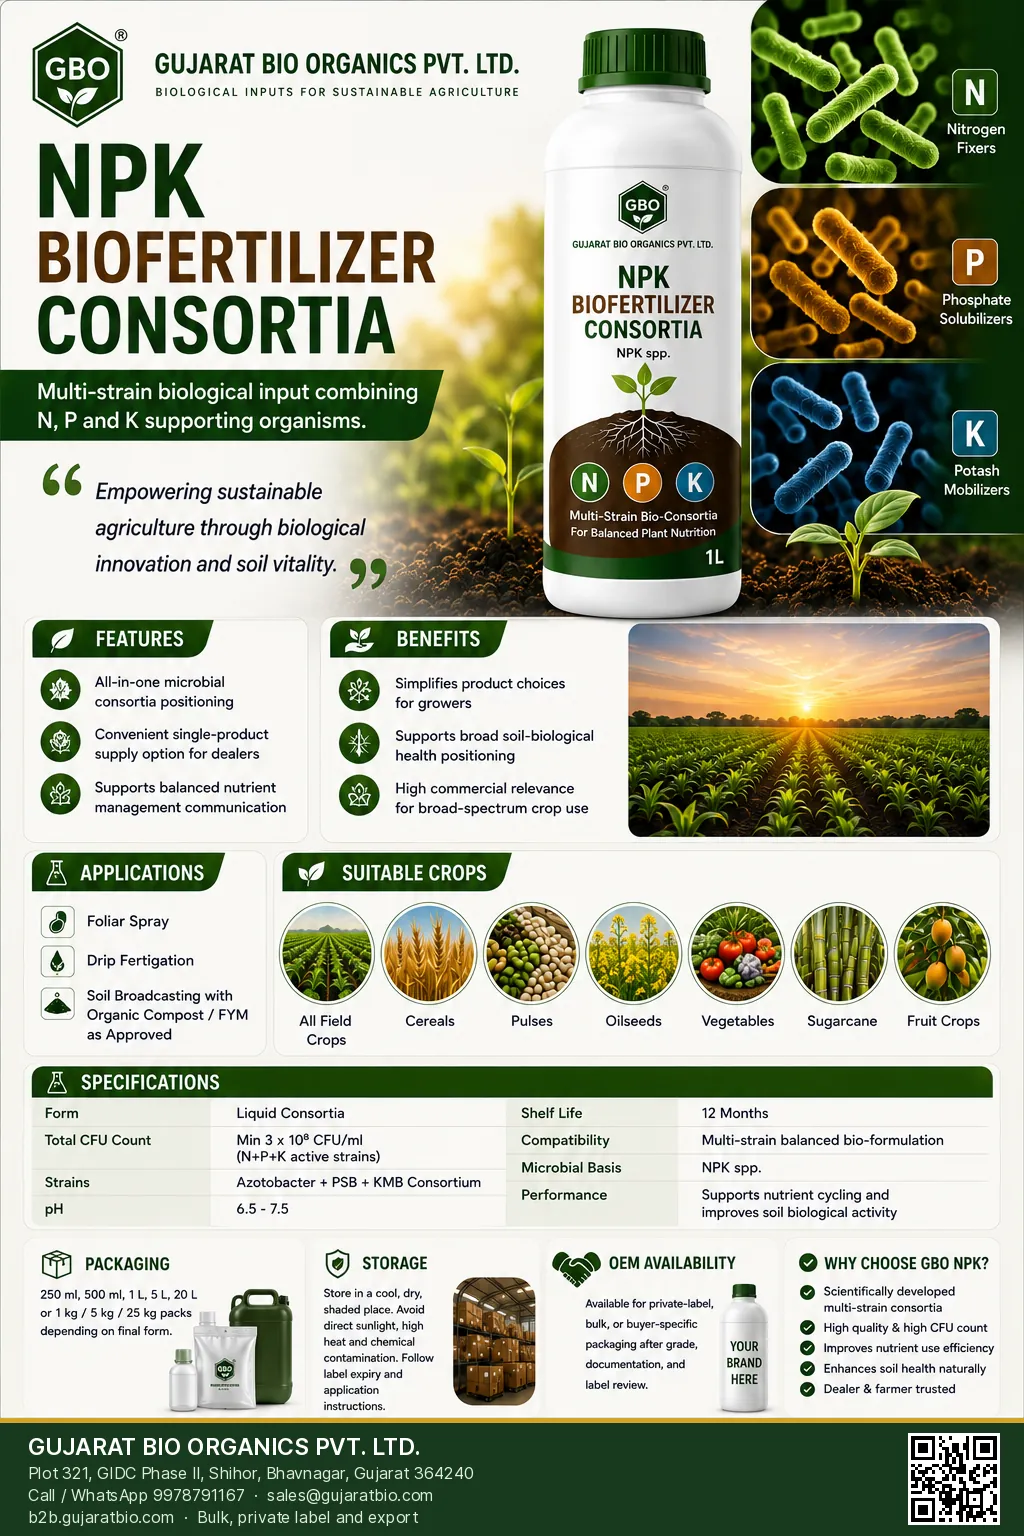 GBO
®
GUJARAT BIO ORGANICS PVT. LTD.
BIOLOGICAL INPUTS FOR SUSTAINABLE AGRICULTURE
NPK
BIOFERTILIZER
CONSORTIA
Multi-strain biological input combining
N, P and K supporting organisms.
“ Empowering sustainable
agriculture through biological
innovation and soil vitality. ”
GBO
®
GUJARAT BIO ORGANICS PVT. LTD.
NPK
BIOFERTILIZER
CONSORTIA
NPK spp.
N P K
Multi-Strain Bio-Consortia
For Balanced Plant Nutrition
1L
N
Nitrogen
Fixers
P
Phosphate
Solubilizers
K
Potash
Mobilizers
FEATURES
All-in-one microbial
consortia positioning
Convenient single-product
supply option for dealers
Supports balanced nutrient
management communication
BENEFITS
Simplifies product choices
for growers
Supports broad soil-biological
health positioning
High commercial relevance
for broad-spectrum crop use
APPLICATIONS
Foliar Spray
Drip Fertigation
Soil Broadcasting with
Organic Compost / FYM
as Approved
SUITABLE CROPS
All Field
Crops
Cereals
Pulses
Oilseeds
Vegetables
Sugarcane
Fruit Crops
SPECIFICATIONS
Form Liquid Consortia
Total CFU Count Min 3 x 10⁸ CFU/ml
(N+P+K active strains)
Strains Azotobacter + PSB + KMB Consortium
pH 6.5 - 7.5
Shelf Life 12 Months
Compatibility Multi-strain balanced bio-formulation
Microbial Basis NPK spp.
Performance Supports nutrient cycling and
improves soil biological activity
PACKAGING
250 ml, 500 ml, 1 L, 5 L, 20 L
or 1 kg / 5 kg / 25 kg packs
depending on final form.
GBO
STORAGE
Store in a cool, dry,
shaded place. Avoid
direct sunlight, high
heat and chemical
contamination. Follow
label expiry and
application
instructions.
OEM AVAILABILITY
Available for private-label,
bulk, or buyer-specific
packaging after grade,
documentation, and
label review.
YOUR
BRAND
HERE
WHY CHOOSE GBO NPK?
Scientifically developed
multi-strain consortia
High quality & high CFU count
Improves nutrient use efficiency
Enhances soil health naturally
Dealer & farmer trusted
GUJARAT BIO ORGANICS PVT. LTD.
Plot 321, GIDC Phase II, Shihor, Bhavnagar, Gujarat 364240
Call / WhatsApp 9978791167 · sales@gujaratbio.com
b2b.gujaratbio.com · Bulk, private label and export